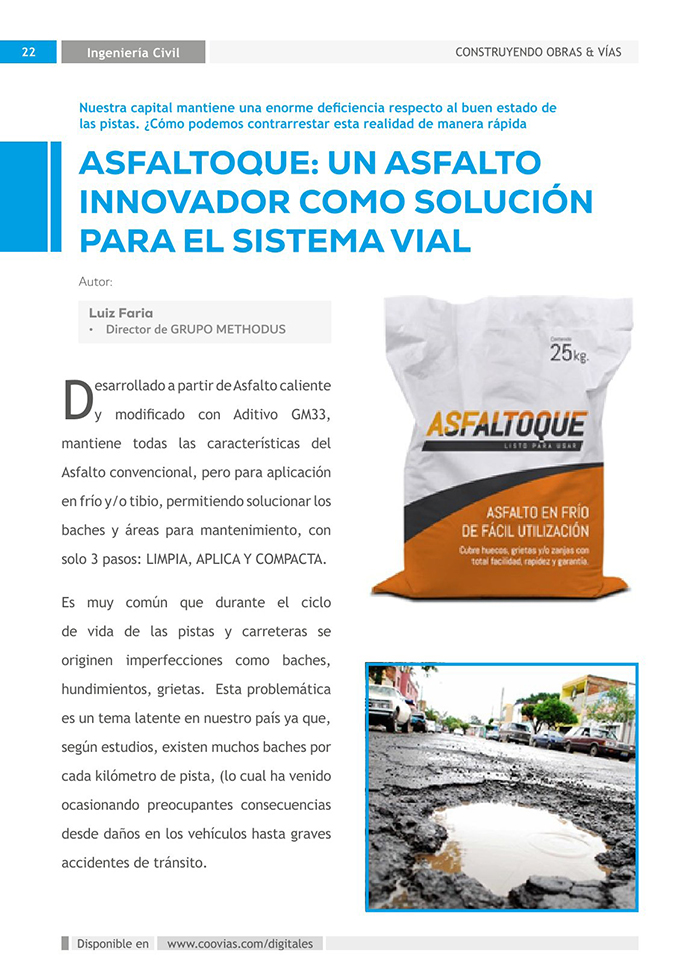 22
Ingeniería Civil
CONSTRUYENDO OBRAS & VÍAS
Nuestra capital mantiene una enorme deficiencia respecto al buen estado de
las pistas. ¿Cómo podemos contrarrestar esta realidad de manera rápida
ASFALTOQUE: UN ASFALTO
INNOVADOR COMO SOLUCIÓN
PARA EL SISTEMA VIAL
Autor:
Luiz Faria
• Director de GRUPO METHODUS
Desarrollado a partir de Asfalto caliente
y modificado con Aditivo GM33,
mantiene todas las características del
Asfalto convencional, pero para aplicación
en frío y/o tibio, permitiendo solucionar los
baches y áreas para mantenimiento, con
solo 3 pasos: LIMPIA, APLICA Y COMPACTA.
Es muy común que durante el ciclo
de vida de las pistas y carreteras se
originen imperfecciones como baches,
hundimientos, grietas. Esta problemática
es un tema latente en nuestro país ya que,
según estudios, existen muchos baches por
cada kilómetro de pista, (lo cual ha venido
ocasionando preocupantes consecuencias
desde daños en los vehículos hasta graves
accidentes de tránsito.
Contenido
25kg.
ASFALTOQUE
LISTO PARA USAR
ASFALTO EN FRÍO
DE FÁCIL UTILIZACIÓN
Cubre huecos, grietas y/o zanjas con
total facilidad, rapidez y garantía.
Disponible en
www.coovias.com/digitales